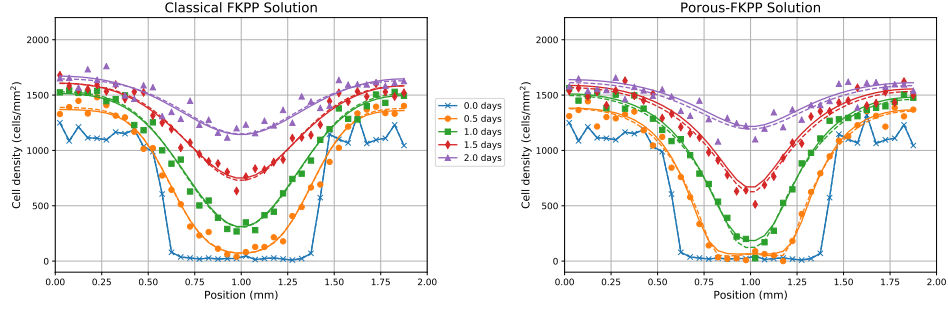 Classical FKPP Solution
Cell density (cells/mm²)
2000
1500
1000
500
0
0.00 0.25 0.50 0.75 1.00 1.25 1.50 1.75 2.00
Position (mm)
0.0 days
0.5 days
1.0 days
1.5 days
2.0 days
Porous-FKPP Solution
Cell density (cells/mm²)
2000
1500
1000
500
0
0.00 0.25 0.50 0.75 1.00 1.25 1.50 1.75 2.00
Position (mm)